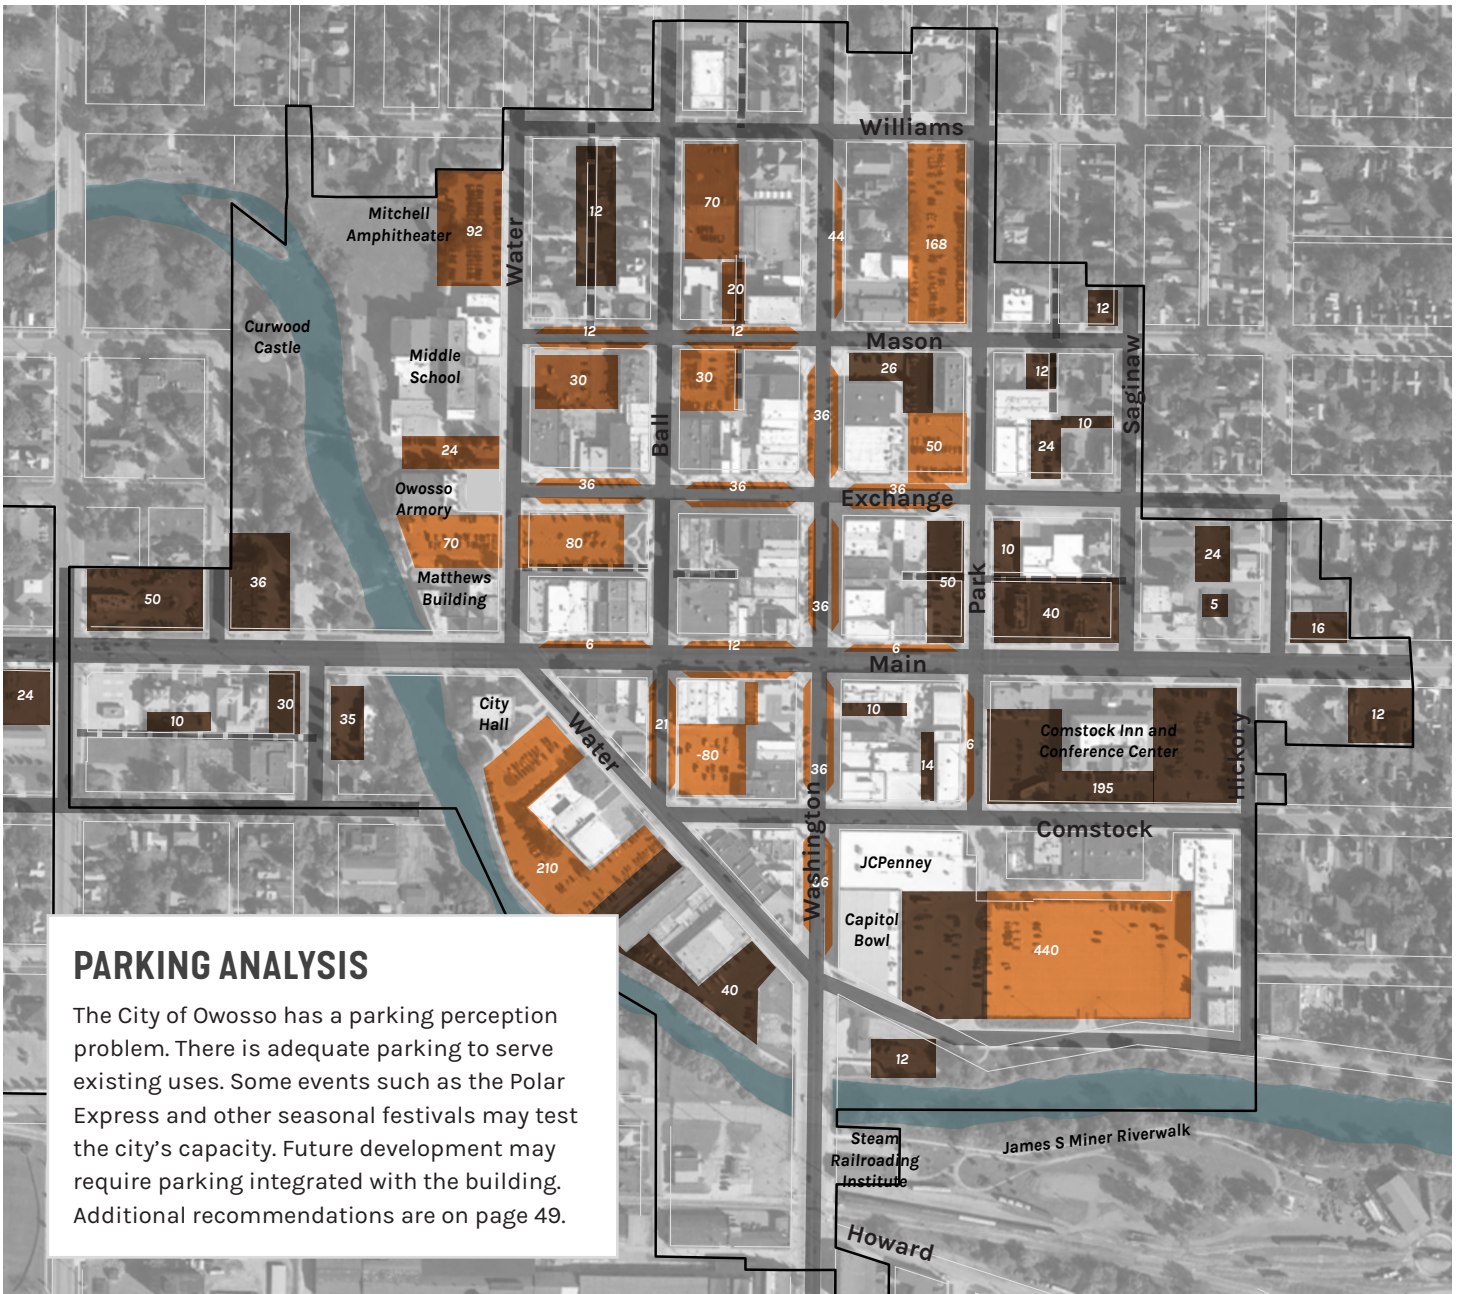 Williams
Mitchell
Amphitheater
92
Water
12
70
44
168
20
12
Curwood
Castle
12
12
Mason
Middle
School
30
30
26
12
Saginaw
36
10
Ball
50
24
24
36
36
36
Exchange
Owosso
Armory
70
80
10
24
36
50
Park
Matthews
Building
50
36
40
5
16
6
12
6
Main
24
10
30
35
City
Hall
Water
21
-80
36
10
14
6
Comstock Inn and
Conference Center
195
Hickory
12
Washington
Comstock
210
JCPenney
36
Capitol
Bowl
440
40
12
Steam
Railroading
Institute
James S Miner Riverwalk
Howard
PARKING ANALYSIS
The City of Owosso has a parking perception
problem. There is adequate parking to serve
existing uses. Some events such as the Polar
Express and other seasonal festivals may test
the city’s capacity. Future development may
require parking integrated with the building.
Additional recommendations are on page 49.